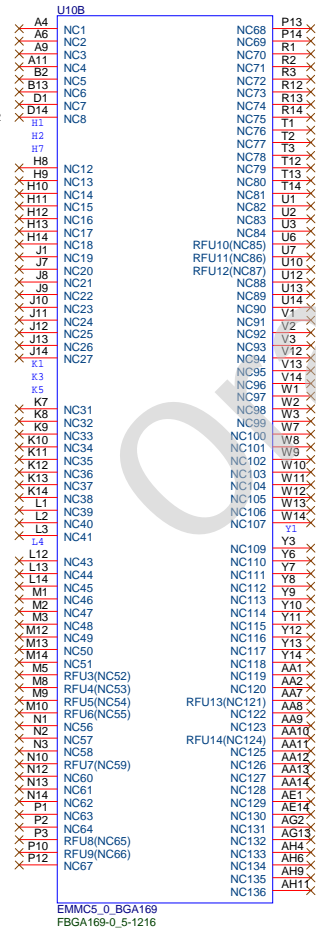 U10B
A4 NC1
A6 NC2
A9 NC3
A11 NC4
B2 NC5
B13 NC6
D1 NC7
D14 NC8
H1
H2
H7
H8 NC12
H9 NC13
H10 NC14
H11 NC15
H12 NC16
H13 NC17
H14 NC18
J1 NC19
J7 NC20
J8 NC21
J9 NC22
J10 NC23
J11 NC24
J12 NC25
J13 NC26
J14 NC27
K1
K3
K5
K7 NC31
K8 NC32
K9 NC33
K10 NC34
K11 NC35
K12 NC36
K13 NC37
K14 NC38
L1 NC39
L2 NC40
L3 NC41
L4
L12 NC43
L13 NC44
L14 NC45
M1 NC46
M2 NC47
M3 NC48
M12 NC49
M13 NC50
M14 NC51
M5 RFU3(NC52)
M8 RFU4(NC53)
M9 RFU5(NC54)
M10 RFU6(NC55)
N1 NC56
N2 NC57
N3 NC58
N10 RFU7(NC59)
N12 NC60
N13 NC61
N14 NC62
P1 NC63
P2 NC64
P3 RFU8(NC65)
P10 RFU9(NC66)
P12 NC67
NC68 P13
NC69 P14
NC70 R1
NC71 R2
NC72 R3
NC73 R12
NC74 R13
NC75 R14
NC76 T1
NC77 T2
NC78 T3
NC79 T12
NC80 T13
NC81 T14
NC82 U1
NC83 U2
NC84 U3
RFU10(NC85) U6
RFU11(NC86) U7
RFU12(NC87) U10
NC88 U12
NC89 U13
NC90 U14
NC91 V1
NC92 V2
NC93 V3
NC94 V12
NC95 V13
NC96 V14
NC97 W1
NC98 W2
NC99 W3
NC100 W7
NC101 W8
NC102 W9
NC103 W10
NC104 W11
NC105 W12
NC106 W13
NC107 W14
Y1
NC109 Y3
NC110 Y6
NC111 Y7
NC112 Y8
NC113 Y9
NC114 Y10
NC115 Y11
NC116 Y12
NC117 Y13
NC118 Y14
NC119 AA1
NC120 AA2
RFU13(NC121) AA7
NC122 AA8
NC123 AA9
RFU14(NC124) AA10
NC125 AA11
NC126 AA12
NC127 AA13
NC128 AA14
NC129 AE1
NC130 AE14
NC131 AG2
NC132 AG13
NC133 AH4
NC134 AH6
NC135 AH9
NC136 AH11
EMMC5_0_BGA169
FBGA169-0_5-1216